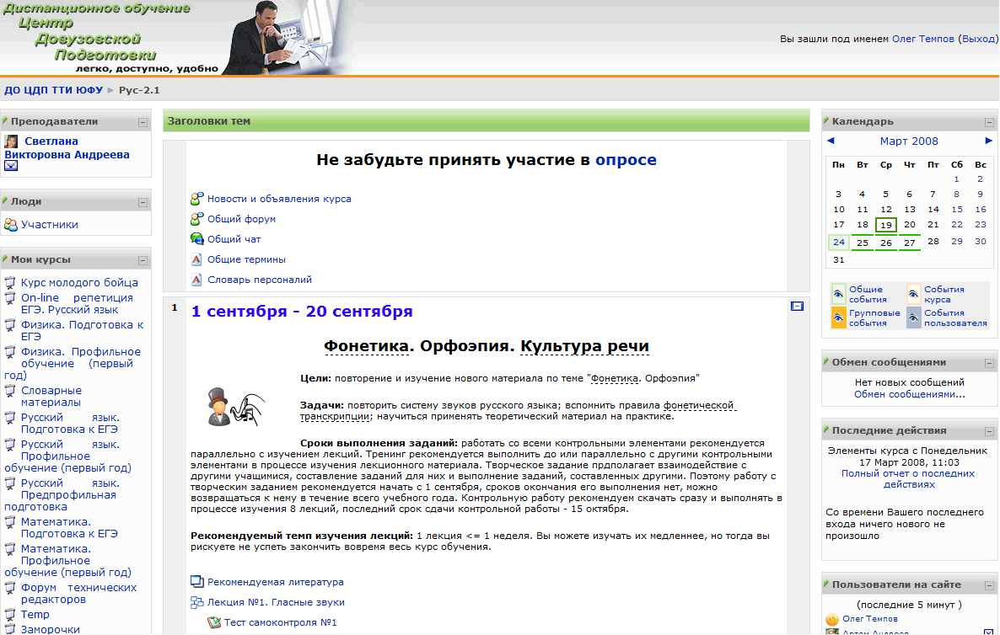 Дистанционное обучение
Центр
Довузовской
Подготовки
легко, доступно, удобно
Вы зашли под именем Олег Темпов (Выход)
ДО ЦДП ТТИ ЮФУ ► Рус-2.1
Преподаватели
Светлана
Викторовна Андреева
Люди
Участники
Мои курсы
Курс молодого бойца
On-line репетиция
ЕГЭ. Русский язык
Физика. Подготовка к
ЕГЭ
Физика. Профильное
обучение (первый
год)
Словарные
материалы
Русский язык.
Подготовка к ЕГЭ
Русский язык.
Профильное
обучение (первый год)
Русский язык.
Предпрофильная
подготовка
Математика.
Подготовка к ЕГЭ
Математика.
Профильное
обучение (первый год)
Форум технических
редакторов
Temp
Заморочки
Заголовки тем
Не забудьте принять участие в опросе
Новости и объявления курса
Общий форум
Общий чат
Общие термины
Словарь персоналий
1
1 сентября - 20 сентября
Фонетика. Орфоэпия. Культура речи
Цели: повторение и изучение нового материала по теме "Фонетика. Орфоэпия"
Задачи: повторить систему звуков русского языка; вспомнить правила фонетической
транскрипции; научиться применять теоретический материал на практике.
Сроки выполнения заданий: работать со всеми контрольными элементами рекомендуется
параллельно с изучением лекций. Тренинг рекомендуется выполнить до или параллельно с другими контрольными
элементами в процессе изучения лекционного материала. Творческое задание прдполагает взаимодействие с
другими учащимися, составление заданий для них и выполнение заданий, составленных другими. Поэтому работу с
творческим заданием рекомендуется начать с 1 сентября, сроков окончания его выполнения нет, можно
возвращаться к нему в течение всего учебного года. Контрольную работу рекомендуем скачать сразу и выполнять в
процессе изучения 8 лекций, последний срок сдачи контрольной работы - 15 октября.
Рекомендуемый темп изучения лекций: 1 лекция <= 1 неделя. Вы можете изучать их медленнее, но тогда вы
рискуете не успеть закончить вовремя весь курс обучения.
Рекомендуемая литература
Лекция №1. Гласные звуки
Тест самоконтроля №1
Календарь
◄ Март 2008 ►
Пн Вт Ср Чт Пт Сб Вс
1 2
3 4 5 6 7 8 9
10 11 12 13 14 15 16
17 18 19 20 21 22 23
24 25 26 27 28 29 30
31
Общие
события
События
курса
Групповые
события
События
пользователя
Обмен сообщениями
Нет новых сообщений
Обмен сообщениями...
Последние действия
Элементы курса с Понедельник
17 Март 2008, 11:03
Полный отчет о последних
действиях
Со времени Вашего последнего
входа ничего нового не
произошло
Пользователи на сайте
(последние 5 минут )
Олег Темпов
Артем Андреев